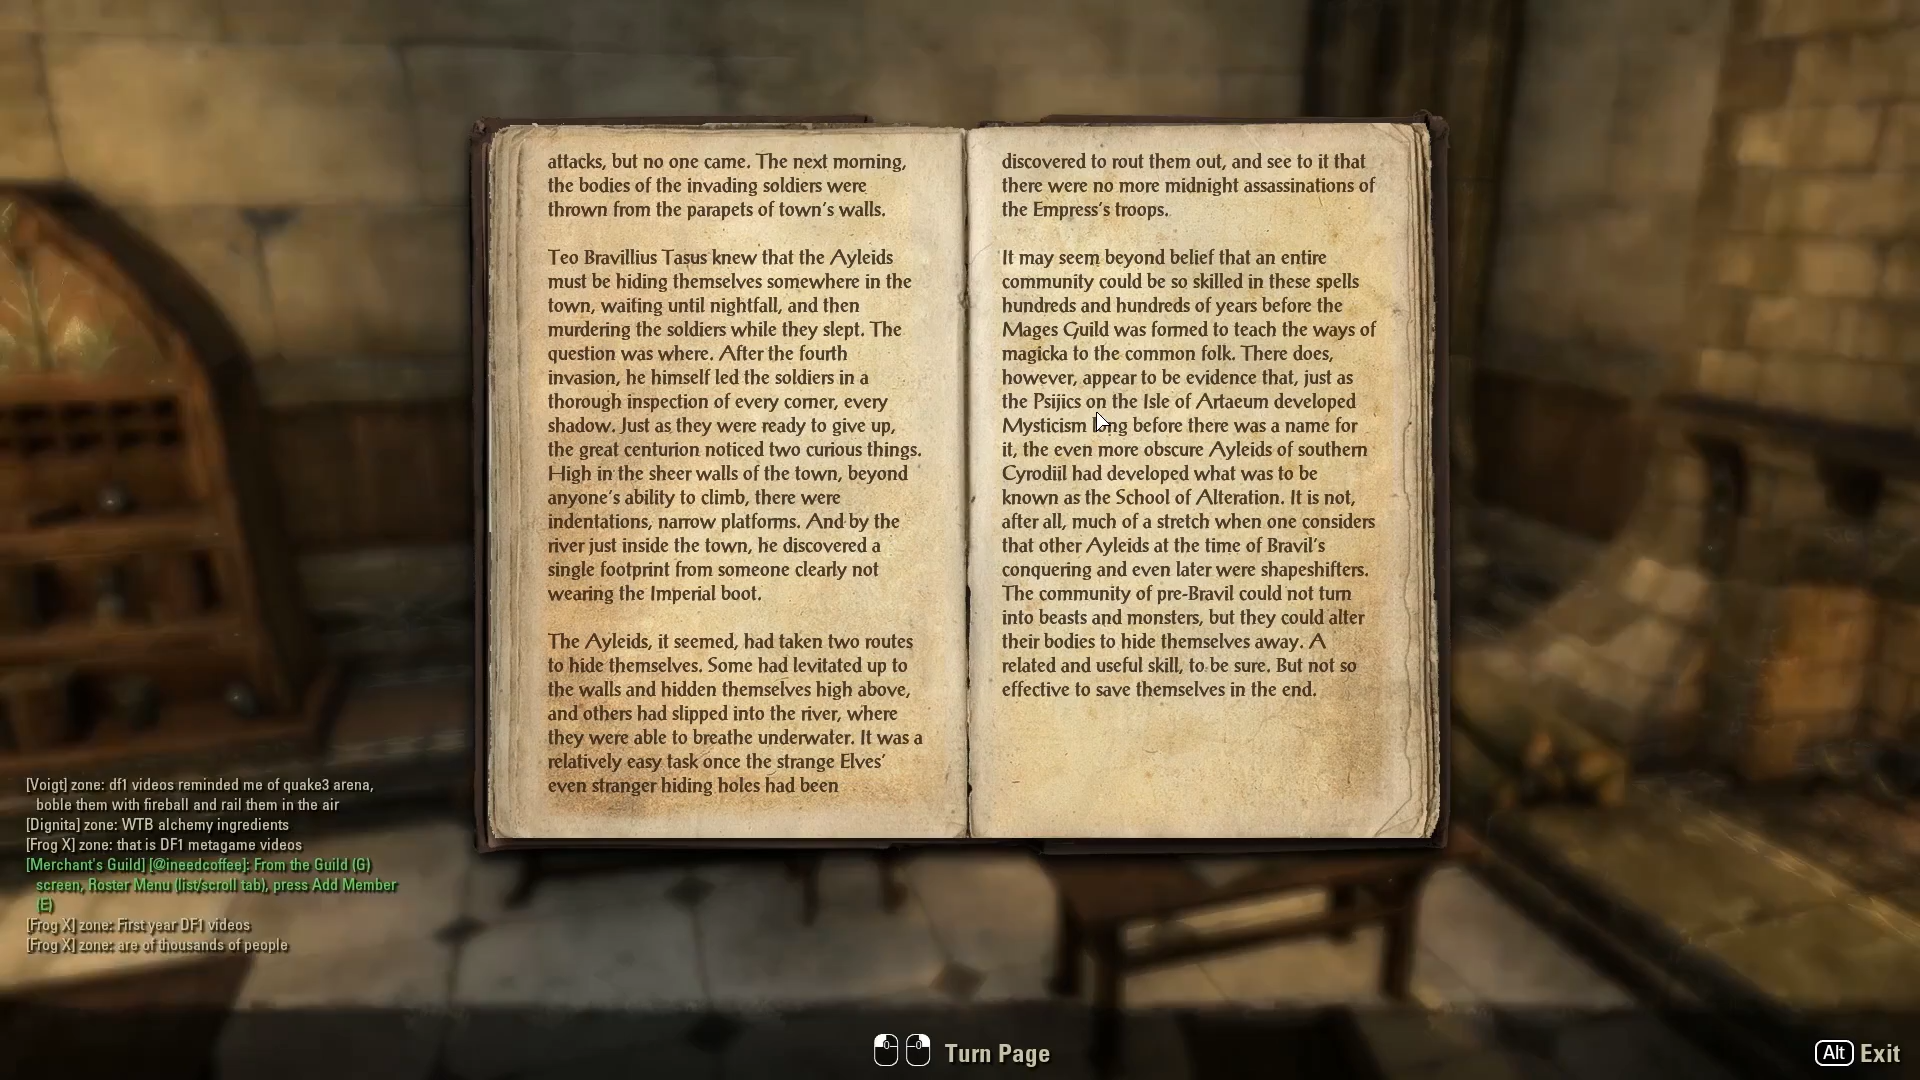 attacks, but no one came. The next morning,
the bodies of the invading soldiers were
thrown from the parapets of town's walls.
Teo Bravillius Tasus knew that the Ayleids
must be hiding themselves somewhere in the
town, waiting until nightfall, and then
murdering the soldiers while they slept. The
question was where. After the fourth
invasion, he himself led the soldiers in a
thorough inspection of every corner, every
shadow. Just as they were ready to give up,
the great centurion noticed two curious things.
High in the sheer walls of the town, beyond
anyone's ability to climb, there were
indentations, narrow platforms. And by the
river just inside the town, he discovered a
single footprint from someone clearly not
wearing the Imperial boot.
The Ayleids, it seemed, had taken two routes
to hide themselves. Some had levitated up to
the walls and hidden themselves high above,
and others had slipped into the river, where
they were able to breathe underwater. It was a
relatively easy task once the strange Elves'
even stranger hiding holes had been
discovered to rout them out, and see to it that
there were no more midnight assassinations of
the Empress's troops.
It may seem beyond belief that an entire
community could be so skilled in these spells
hundreds and hundreds of years before the
Mages Guild was formed to teach the ways of
magicka to the common folk. There does,
however, appear to be evidence that, just as
the Psijics on the Isle of Artaeum developed
Mysticism long before there was a name for
it, the even more obscure Ayleids of southern
Cyrodiil had developed what was to be
known as the School of Alteration. It is not,
after all, much of a stretch when one considers
that other Ayleids at the time of Bravil's
conquering and even later were shapeshifters.
The community of pre-Bravil could not turn
into beasts and monsters, but they could alter
their bodies to hide themselves away. A
related and useful skill, to be sure. But not so
effective to save themselves in the end.
[Voigt] zone: df1 videos reminded me of quake3 arena,
boble them with fireball and rail them in the air
[Dignita] zone: WTB alchemy ingredients
[Frog X] zone: that is DF1 metagame videos
[Merchant's Guild] [@ineedcoffee]: From the Guild (G)
screen, Roster Menu (list/scroll tab), press Add Member
(E)
[Frog X] zone: First year DF1 videos
[Frog X] zone: are of thousands of people
Turn Page
Alt Exit